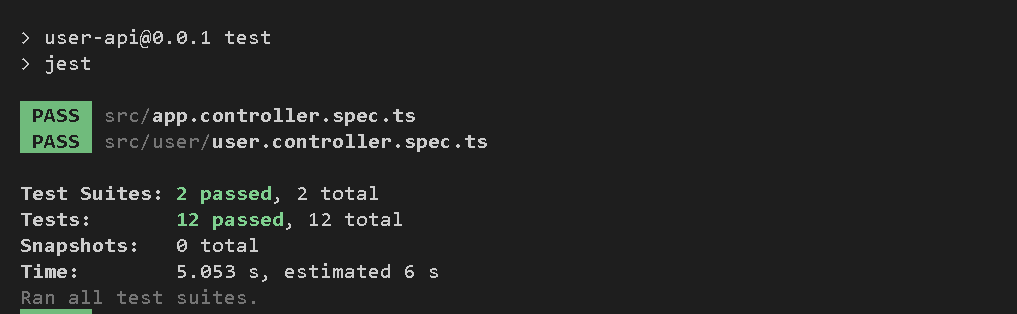 > user-api@0.0.1 test
> jest
PASS src/app.controller.spec.ts
PASS src/user/user.controller.spec.ts
Test Suites: 2 passed, 2 total
Tests: 12 passed, 12 total
Snapshots: 0 total
Time: 5.053 s, estimated 6 s
Ran all test suites.